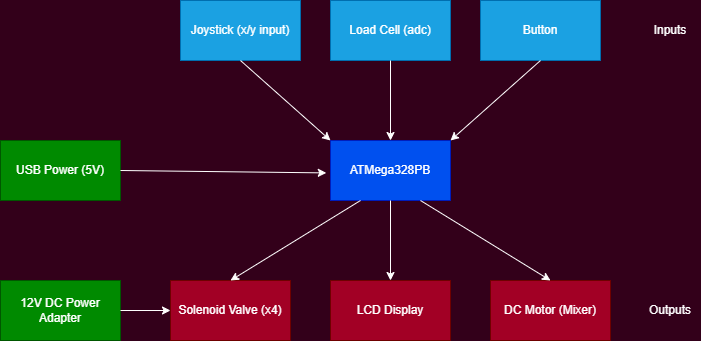 Joystick (x/y input)
Load Cell (adc)
Button
Inputs
USB Power (5V)
ATMega328PB
12V DC Power
Adapter
Solenoid Valve (x4)
LCD Display
DC Motor (Mixer)
Outputs